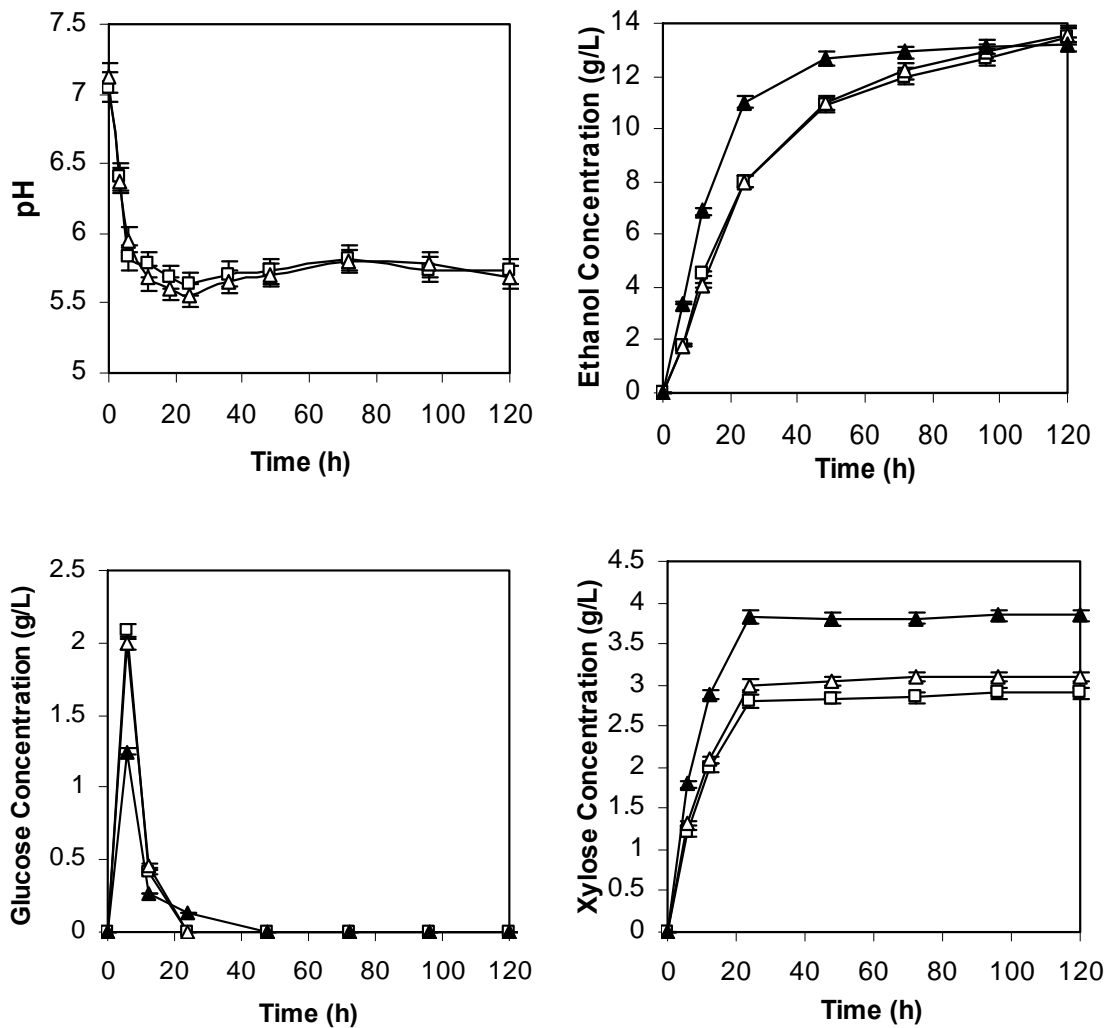 7.5
7
6.5
6
5.5
5
pH
0 20 40 60 80 100 120
Time (h)
14
12
10
8
6
4
2
0
Ethanol Concentration (g/L)
0 20 40 60 80 100 120
Time (h)
2.5
2
1.5
1
0.5
0
Glucose Concentration (g/L)
0 20 40 60 80 100 120
Time (h)
4.5
4
3.5
3
2.5
2
1.5
1
0.5
0
Xylose Concentration (g/L)
0 20 40 60 80 100 120
Time (h)